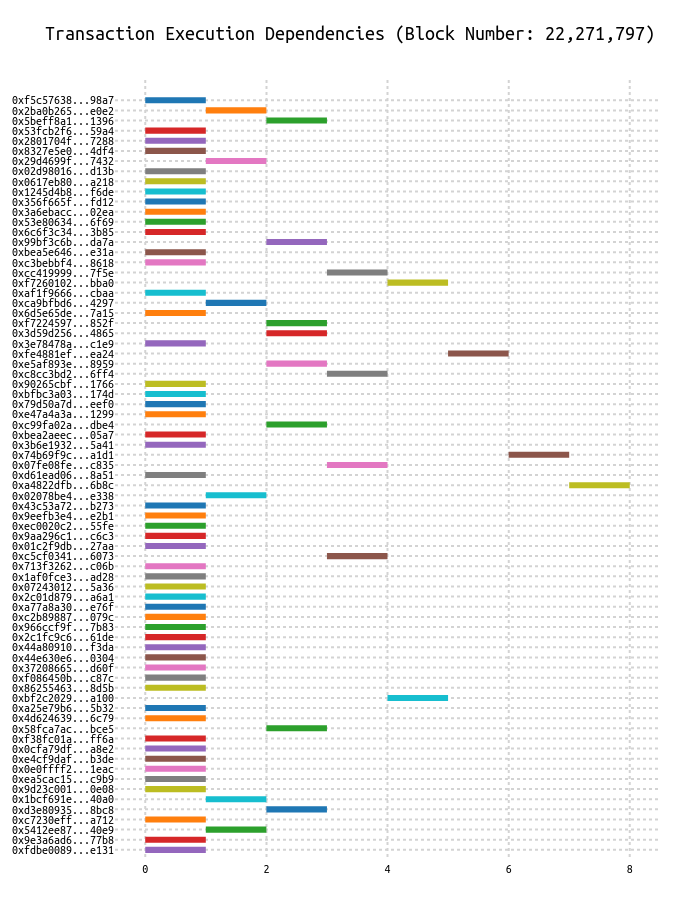 Transaction Execution Dependencies (Block Number: 22,271,797)
0xf5c57638...98a7
0x2ba0b265...e0e2
0x5beff8a1...1396
0x53fcb2f6...59a4
0x2801704f...7288
0x8327e5e0...4df4
0x29d4699f...7432
0x02d98016...d13b
0x0617eb80...a218
0x1245d4b8...f6de
0x356f665f...fd12
0x3a6ebacc...02ea
0x53e80634...6f69
0x6c6f3c34...3b85
0x99bf3c6b...da7a
0xbea5e646...e31a
0xc3bebbf4...8618
0xcc419999...7f5e
0xf7260102...bba0
0xaf1f9666...cbaa
0xca9bfbd6...4297
0x6d5e65de...7a15
0xf7224597...852f
0x3d59d256...4865
0x3e78478a...c1e9
0xfe4881ef...ea24
0xe5af893e...8959
0xc8cc3bd2...6ff4
0x90265cbf...1766
0xbfbc3a03...174d
0x79d50a7d...eef0
0xe47a4a3a...1299
0xc99fa02a...dbe4
0xbea2aeec...05a7
0x3b6e1932...5a41
0x74b69f9c...a1d1
0x07fe08fe...c835
0xd61ead06...8a51
0xa4822dfb...6b8c
0x02078be4...e338
0x43c53a72...b273
0x9eefb3e4...e2b1
0xec0020c2...55fe
0x9aa296c1...c6c3
0x01c2f9db...27aa
0xc5cf0341...6073
0x713f3262...c06b
0x1af0fce3...ad28
0x07243012...5a36
0x2c01d879...a6a1
0xa77a8a30...e76f
0xc2b89887...079c
0x966ccf9f...7b83
0x2c1fc9c6...61de
0x44a80910...f3da
0x44e630e6...0304
0x37208665...d60f
0xf086450b...c87c
0x86255463...8d5b
0xbf2c2029...a100
0xa25e79b6...5b32
0x4d624639...6c79
0x58fca7ac...bce5
0xf38fc01a...ff6a
0x0cfa79df...a8e2
0xe4cf9daf...b3de
0x0e0ffff2...1eac
0xea5cac15...c9b9
0x9d23c001...0e08
0x1bcf691e...40a0
0xd3e80935...8bc8
0xc7230eff...a712
0x5412ee87...40e9
0x9e3a6ad6...77b8
0xfdbe0089...e131
0 2 4 6 8